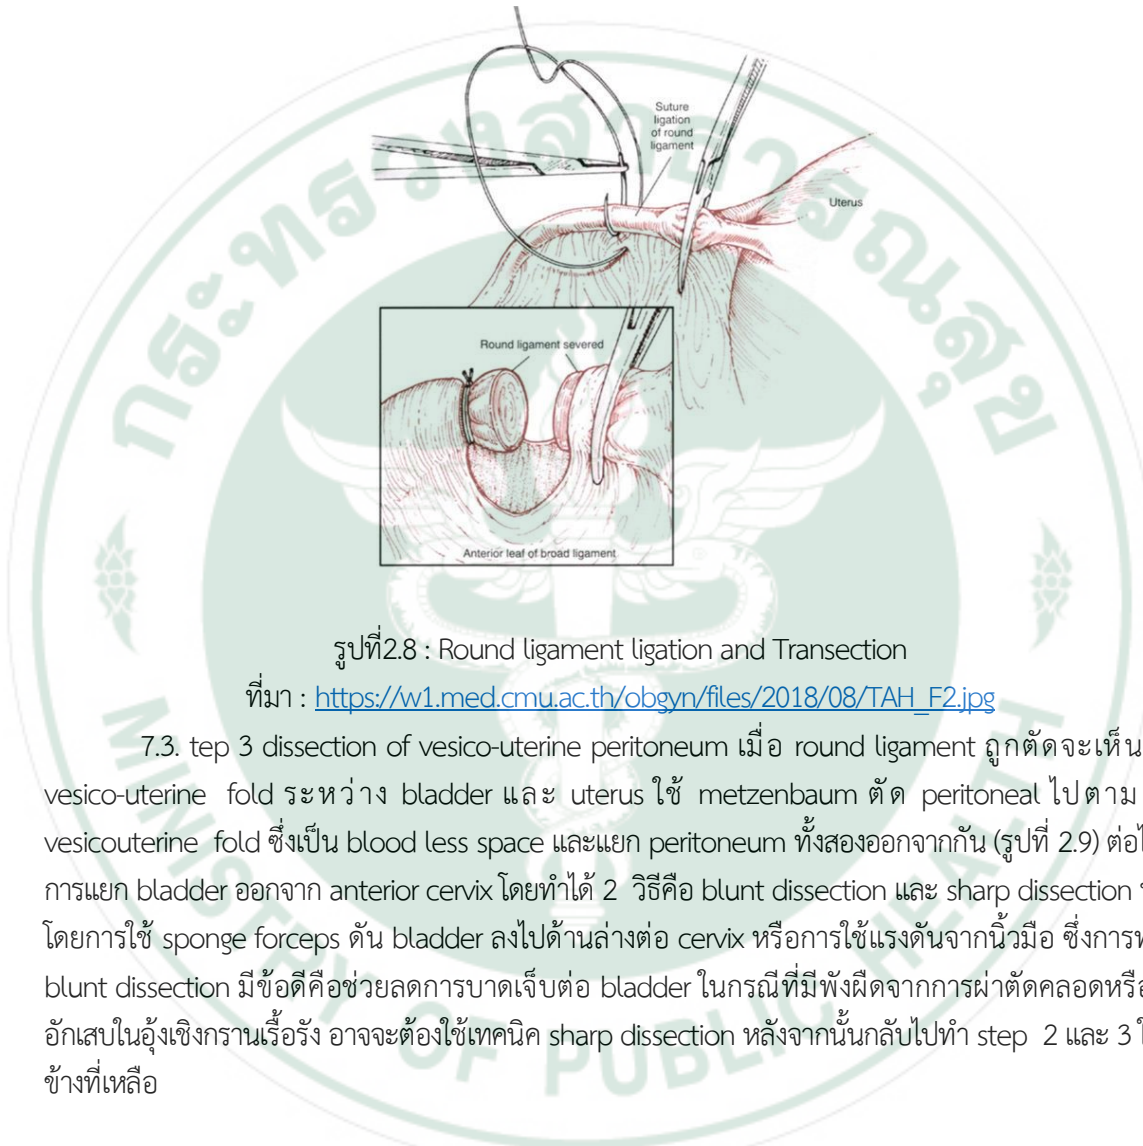 กระทรวงสาธารณสุข
Suture
ligation
of round
ligament
Uterus
Round ligament severed
Anterior leaf of broad ligament
รูปที่2.8 : Round ligament ligation and Transection
ที่มา : https://w1.med.cmu.ac.th/obgyn/files/2018/08/TAH_F2.jpg
7.3. tep 3 dissection of vesico-uterine peritoneum เมื่อ round ligament ถูกตัดจะเห็น
vesico-uterine fold ระหว่าง bladder และ uterus ใช้ metzenbaum ตัด peritoneal ไปตาม
vesicouterine fold ซึ่งเป็น blood less space และแยก peritoneum ทั้งสองออกจากกัน (รูปที่ 2.9)
การแยก bladder ออกจาก anterior cervix โดยทำได้ 2 วิธีคือ blunt dissection และ sharp dissection
โดยการใช้ sponge forceps ดัน bladder ลงไปด้านล่างต่อ cervix หรือการใช้แรงดันจากนิ้วมือ
blunt dissection มีข้อดีคือช่วยลดการบาดเจ็บต่อ bladder ในกรณีที่มีพังผืดจากการผ่าตัดคลอดหรือ
อักเสบในอุ้งเชิงกรานเรื้อรัง อาจจะต้องใช้เทคนิค sharp dissection หลังจากนั้นกลับไปทำ step 2 และ 3
ข้างที่เหลือ
MINISTRY OF PUBLIC HEALTH